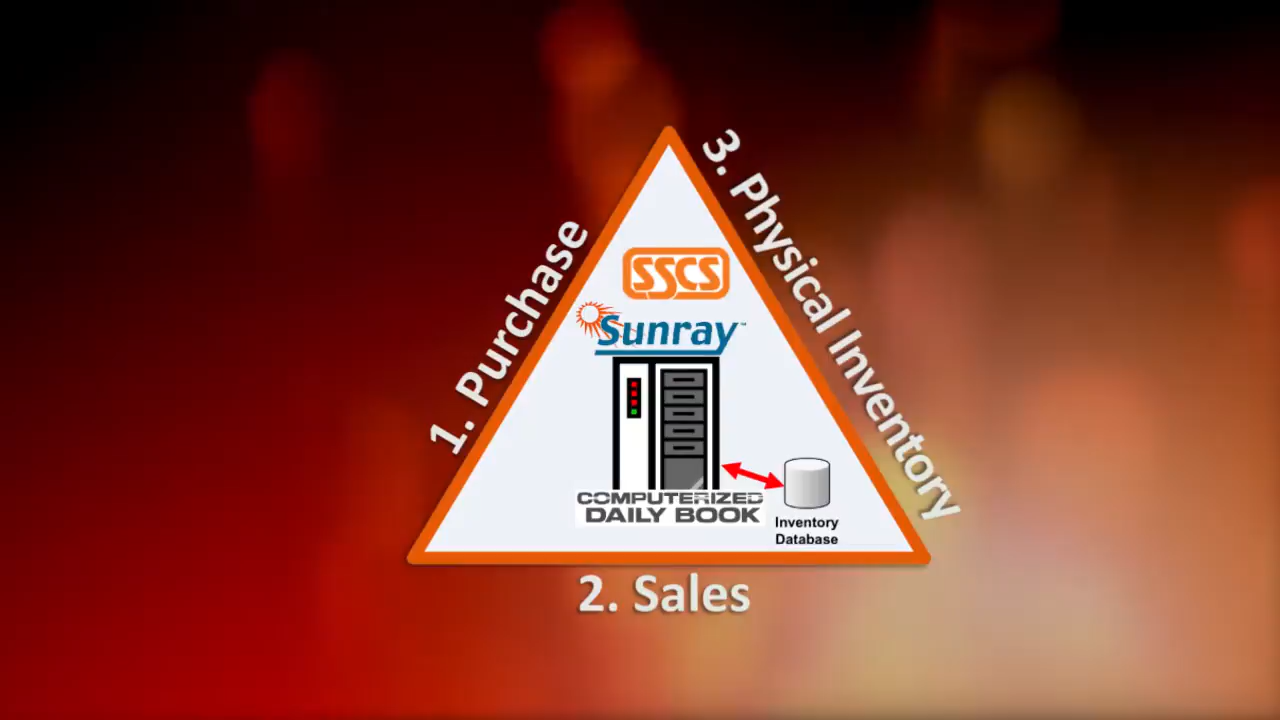 3. Physical Inventory
1. Purchase
SSCS
Sunray™
COMPUTERIZED
DAILY BOOK
Inventory
Database
2. Sales